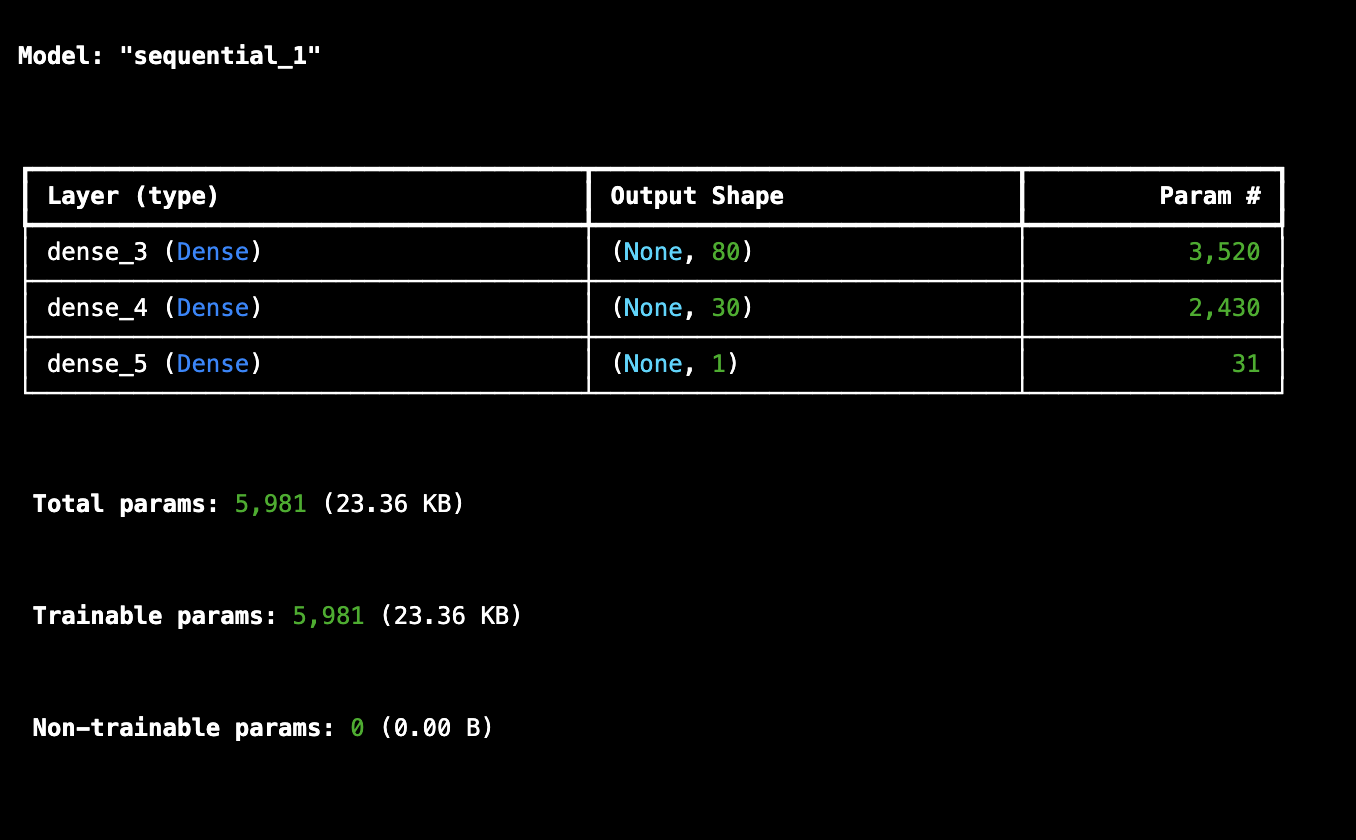 Model: "sequential_1"
Layer (type) Output Shape Param #
dense_3 (Dense) (None, 80) 3,520
dense_4 (Dense) (None, 30) 2,430
dense_5 (Dense) (None, 1) 31
Total params: 5,981 (23.36 KB)
Trainable params: 5,981 (23.36 KB)
Non-trainable params: 0 (0.00 B)